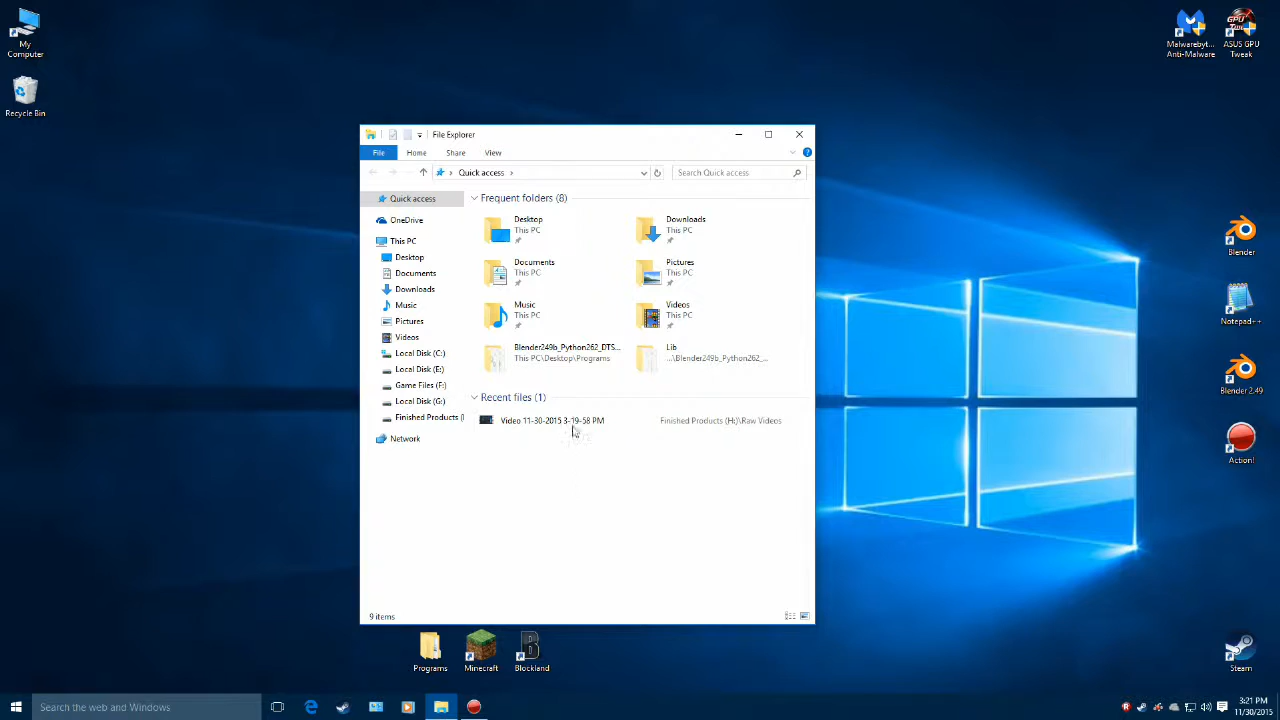 My
Computer
Recycle Bin
Malwarebyt...
Anti-Malware
ASUS GPU
Tweak
File Explorer
File
Home
Share
View
Quick access
Search Quick access
Quick access
OneDrive
This PC
Desktop
Documents
Downloads
Music
Pictures
Videos
Local Disk (C:)
Local Disk (E:)
Game Files (F:)
Local Disk (G:)
Finished Products (
Network
Frequent folders (8)
Desktop
This PC
Downloads
This PC
Documents
This PC
Pictures
This PC
Music
This PC
Videos
This PC
Blender249b_Python262_DTS...
This PC\Desktop\Programs
Lib
...\Blender249b_Python262_...
Recent files (1)
Video 11-30-2015 3-19-58 PM
Finished Products (H:)\Raw Videos
9 items
Blender
Notepad++
Blender 2.49
Action!
Steam
Programs
Minecraft
B
Blockland
Search the web and Windows
3:21 PM
11/30/2015